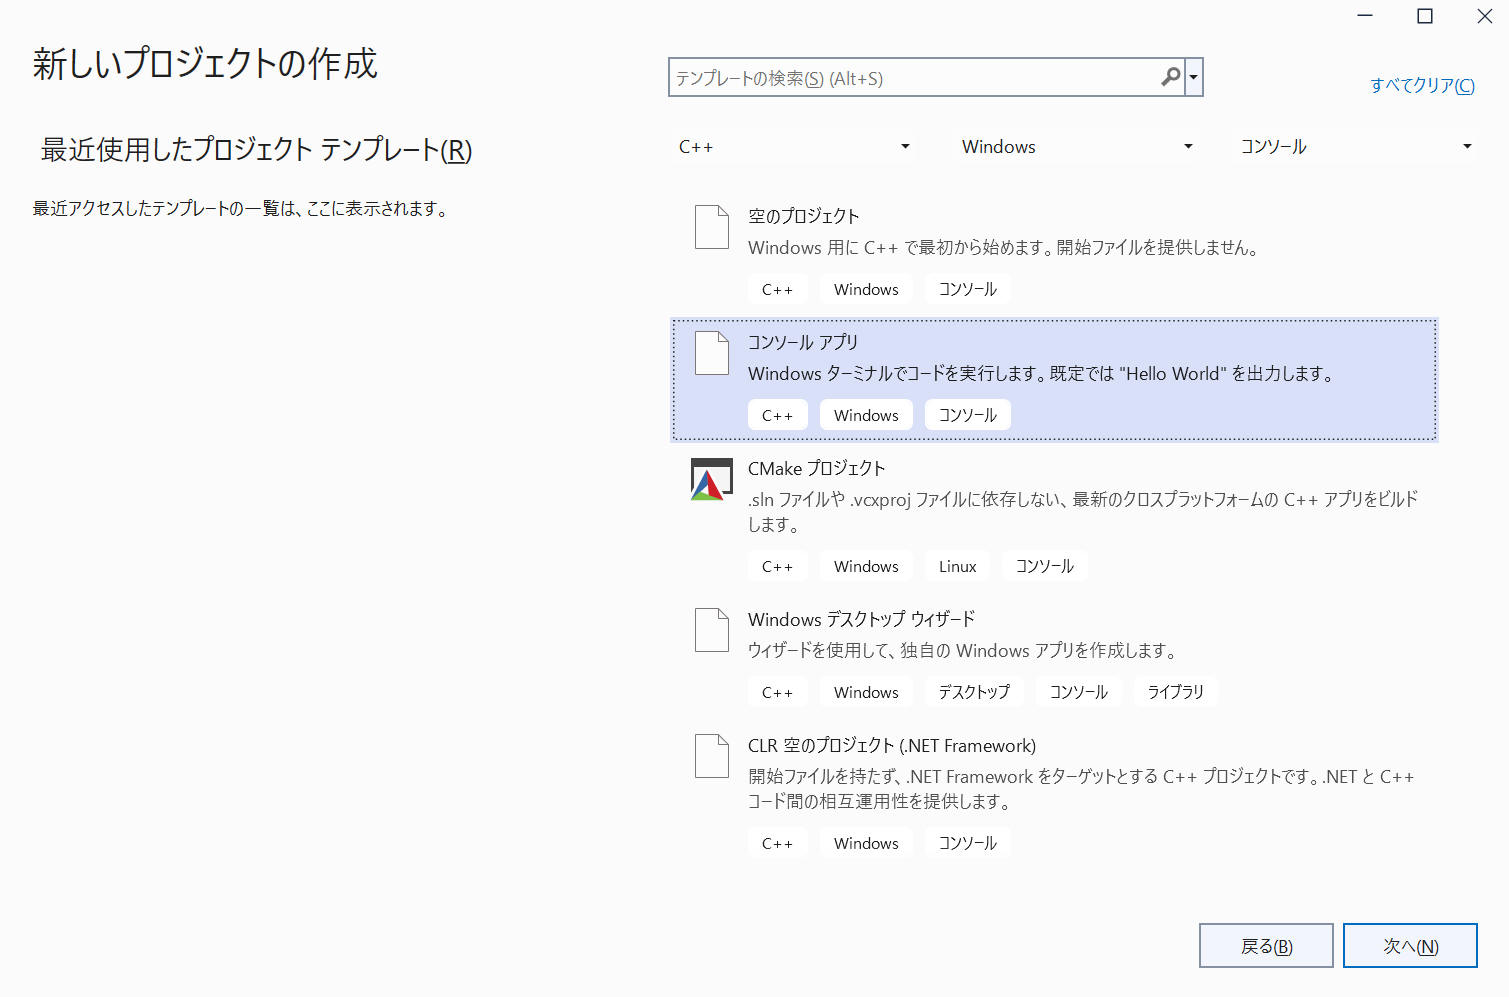 新しいプロジェクトの作成
最近使用したプロジェクト テンプレート(R)
最近アクセスしたテンプレートの一覧は、ここに表示されます。
テンプレートの検索(S) (Alt+S)
すべてクリア(C)
C++
Windows
コンソール
空のプロジェクト
Windows 用に C++ で最初から始めます。開始ファイルを提供しません。
C++ Windows コンソール
コンソール アプリ
Windows ターミナルでコードを実行します。既定では "Hello World" を出力します。
C++ Windows コンソール
CMake プロジェクト
.sln ファイルや .vcxproj ファイルに依存しない、最新のクロスプラットフォームの C++ アプリをビルド
します。
C++ Windows Linux コンソール
Windows デスクトップ ウィザード
ウィザードを使用して、独自の Windows アプリを作成します。
C++ Windows デスクトップ コンソール ライブラリ
CLR 空のプロジェクト (.NET Framework)
開始ファイルを持たず、.NET Framework をターゲットとする C++ プロジェクトです。.NET と C++
コード間の相互運用性を提供します。
C++ Windows コンソール
戻る(B)
次へ(N)